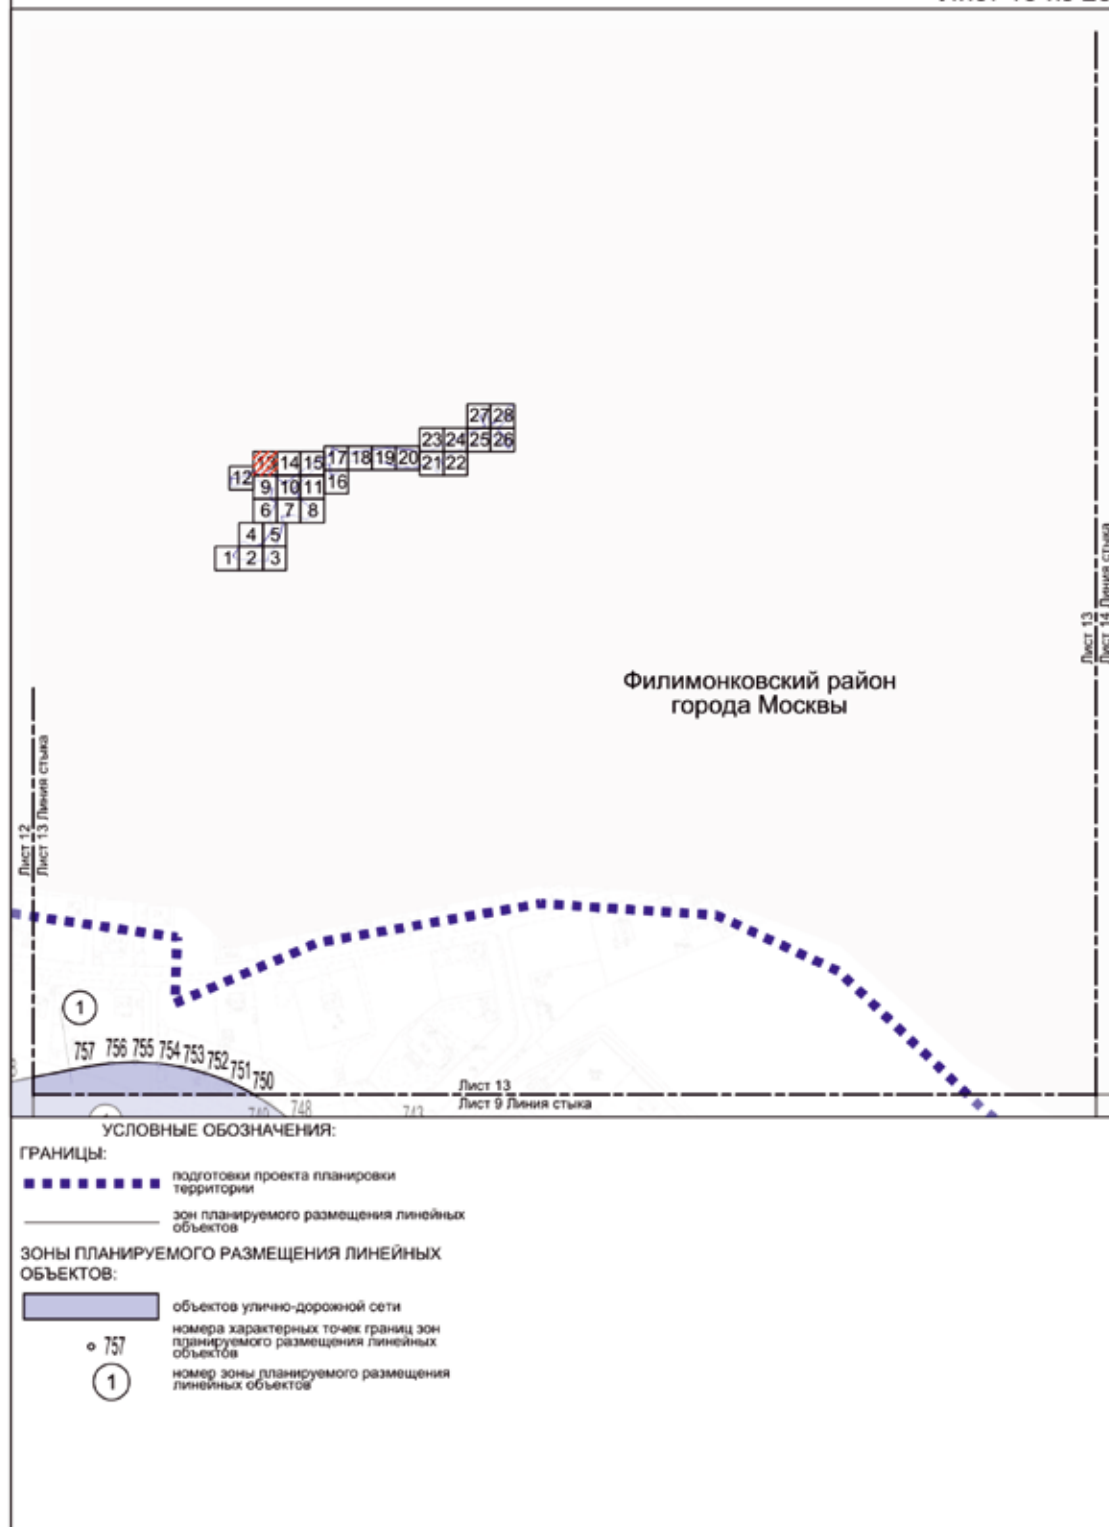 27 28
23 24 25 26
13 14 15 17 18 19 20 21 22
12 9 10 11 16
6 7 8
4 5
1 2 3
Филимонковский район
города Москвы
Лист 12
Лист 13 Линия стыка
Лист 13
Лист 14 Линия стыка
1
757 756 755 754 753 752 751 750
Лист 13
Лист 9 Линия стыка
748
УСЛОВНЫЕ ОБОЗНАЧЕНИЯ:
ГРАНИЦЫ:
подготовки проекта планировки
территории
зон планируемого размещения линейных
объектов
ЗОНЫ ПЛАНИРУЕМОГО РАЗМЕЩЕНИЯ ЛИНЕЙНЫХ
ОБЪЕКТОВ:
объектов улично-дорожной сети
757
номера характерных точек границ зон
планируемого размещения линейных
объектов
1
номер зоны планируемого размещения
линейных объектов